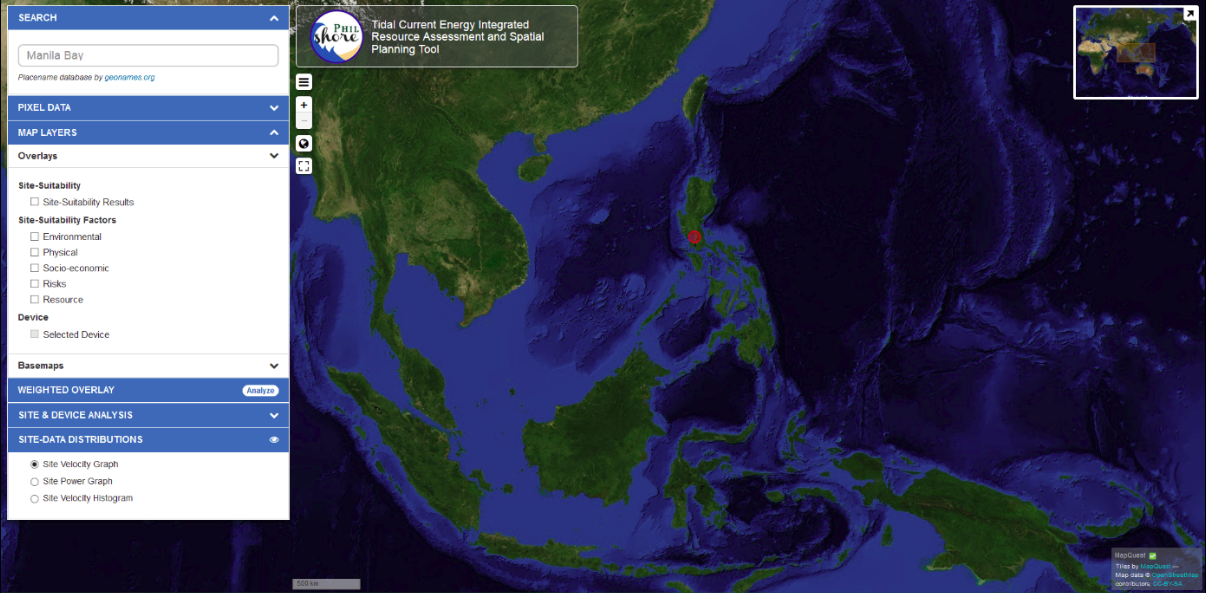 SEARCH
Manila Bay
Placename database by geonames.org
PIXEL DATA
MAP LAYERS
Overlays
Site-Suitability
Site-Suitability Results
Site-Suitability Factors
Environmental
Physical
Socio-economic
Risks
Resource
Device
Selected Device
Basemaps
WEIGHTED OVERLAY
Analyze
SITE & DEVICE ANALYSIS
SITE-DATA DISTRIBUTIONS
Site Velocity Graph
Site Power Graph
Site Velocity Histogram
PHIL
shore
Tidal Current Energy Integrated
Resource Assessment and Spatial
Planning Tool
+
−
500 km
MapQuest
Tiles by MapQuest —
Map data © OpenStreetMap
contributors, CC-BY-SA